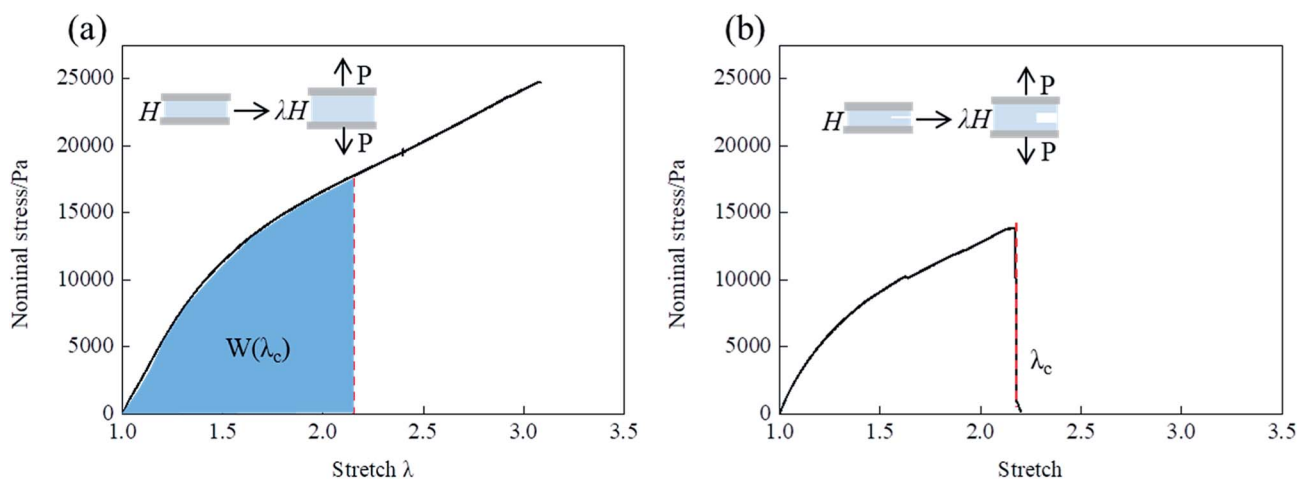 (a)
Nominal stress/Pa
25000
20000
15000
10000
5000
0
H
λH
P
P
W(λc)
1.0 1.5 2.0 2.5 3.0 3.5
Stretch λ
(b)
Nominal stress/Pa
25000
20000
15000
10000
5000
0
H
λH
P
P
λc
1.0 1.5 2.0 2.5 3.0 3.5
Stretch